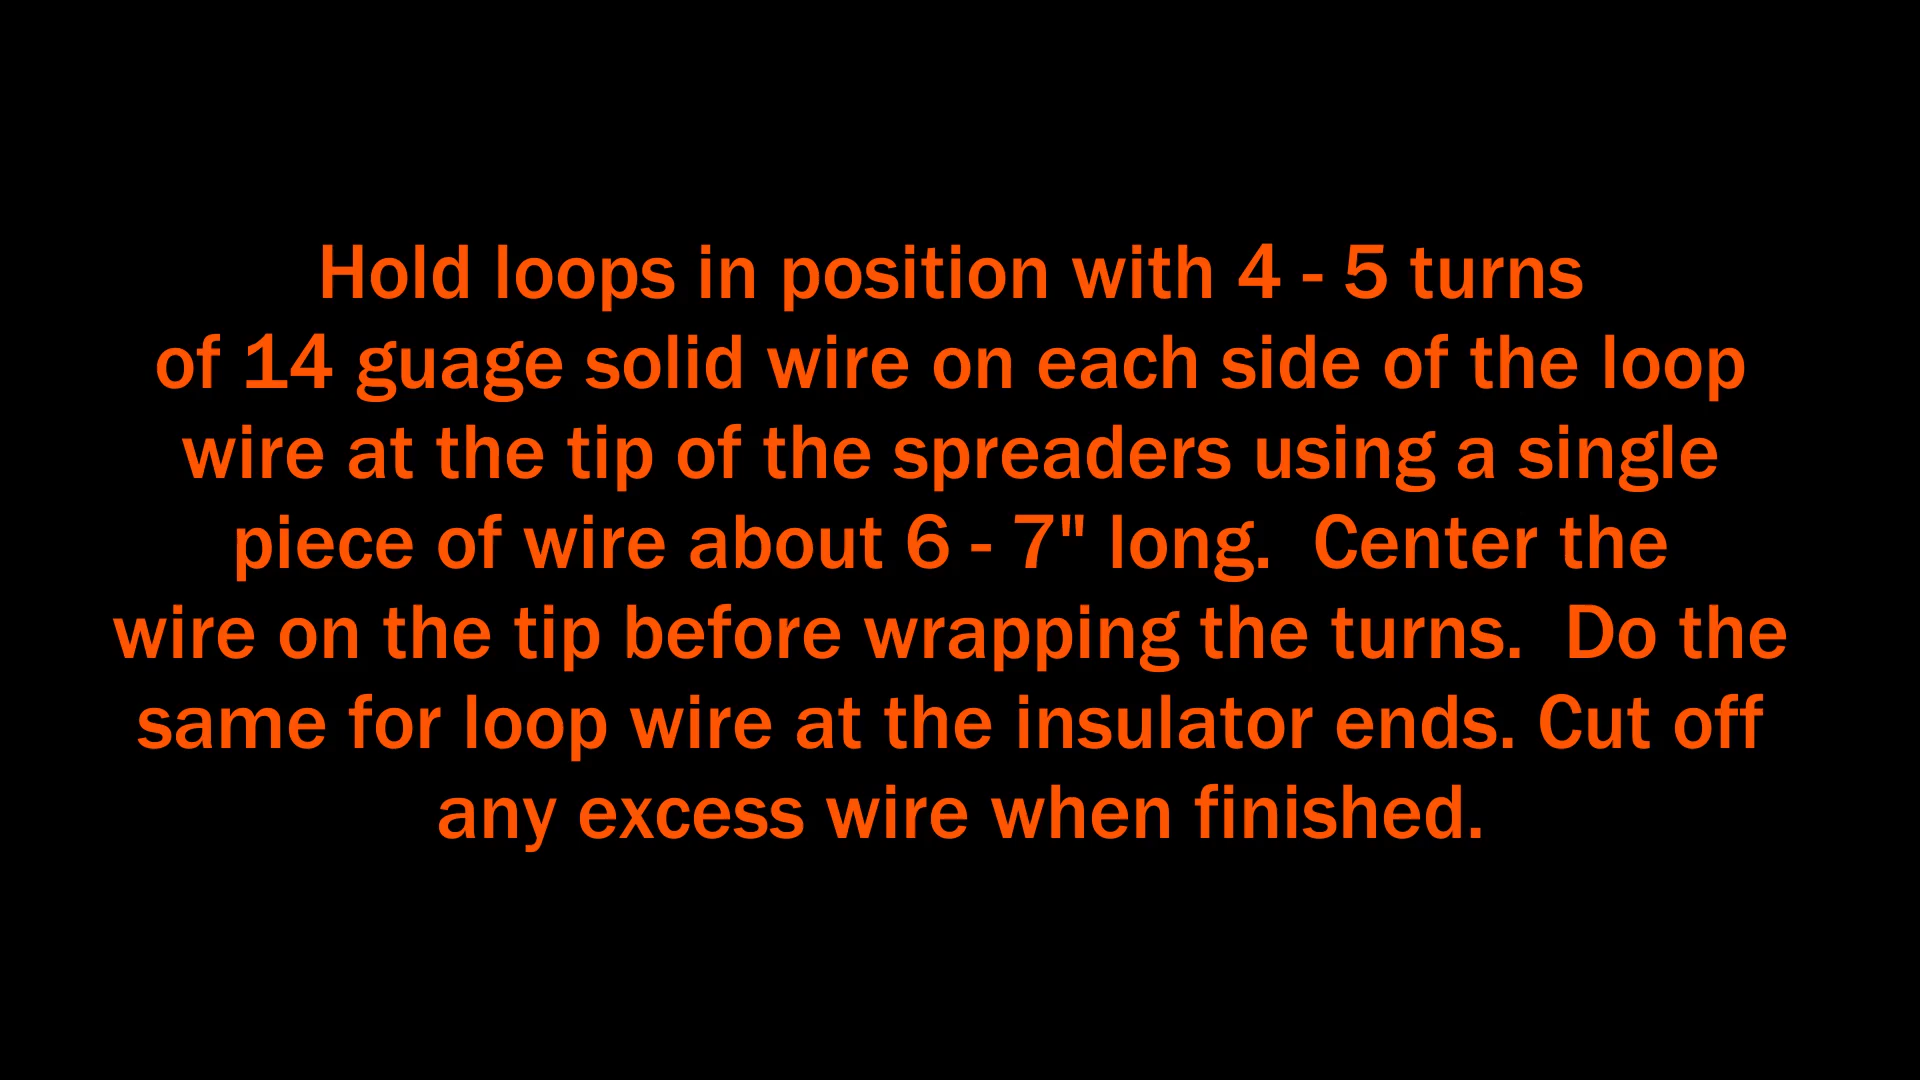 Hold loops in position with 4 - 5 turns
of 14 guage solid wire on each side of the loop
wire at the tip of the spreaders using a single
piece of wire about 6 - 7" long.  Center the
wire on the tip before wrapping the turns.  Do the
same for loop wire at the insulator ends. Cut off
any excess wire when finished.